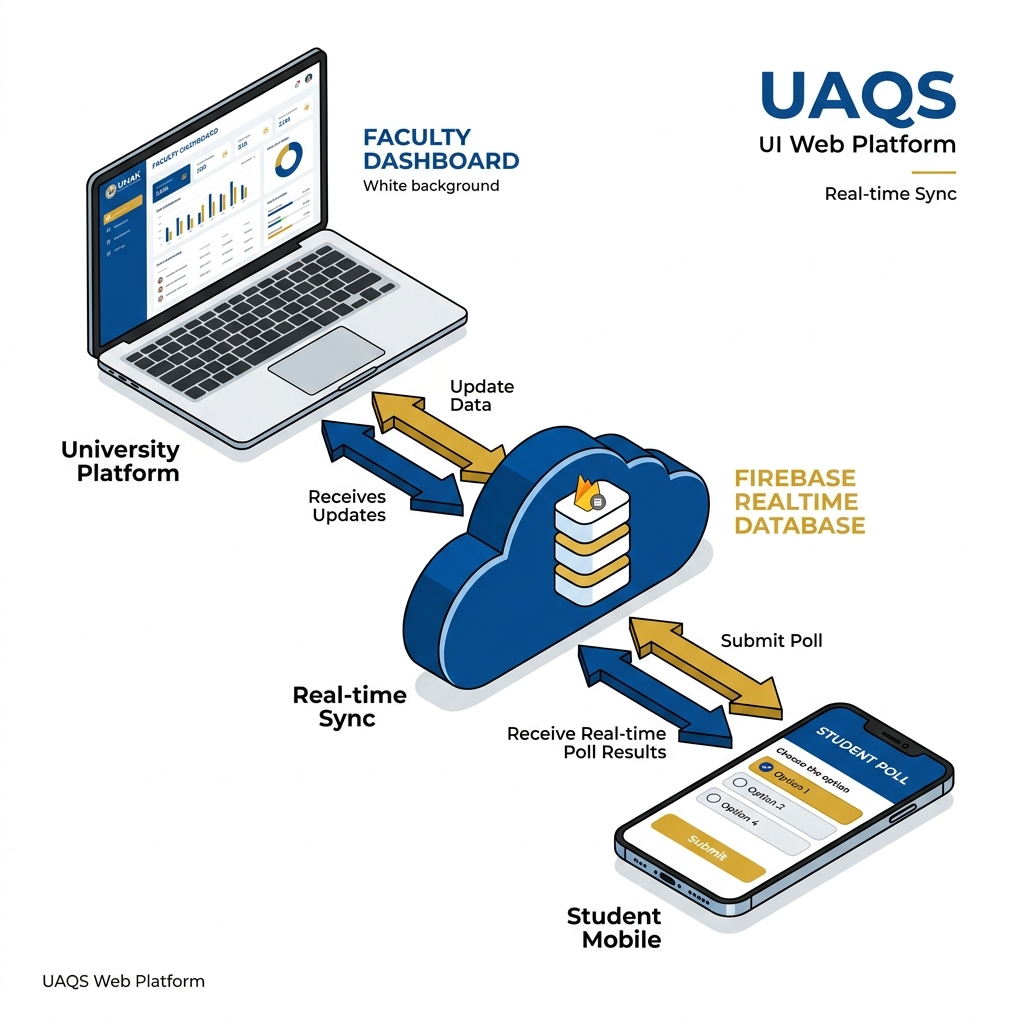 UAQS
UI Web Platform
Real-time Sync
FACULTY
DASHBOARD
White background
FACULTY
UNAK
Update
Data
University
Platform
Receives
Updates
FIREBASE
REALTIME
DATABASE
Submit Poll
Real-time
Sync
Receive Real-time
Poll Results
STUDENT POLL
Choose the option
Option 1
Option 2
Option 4
Submit
Student
Mobile
UAQS Web Platform